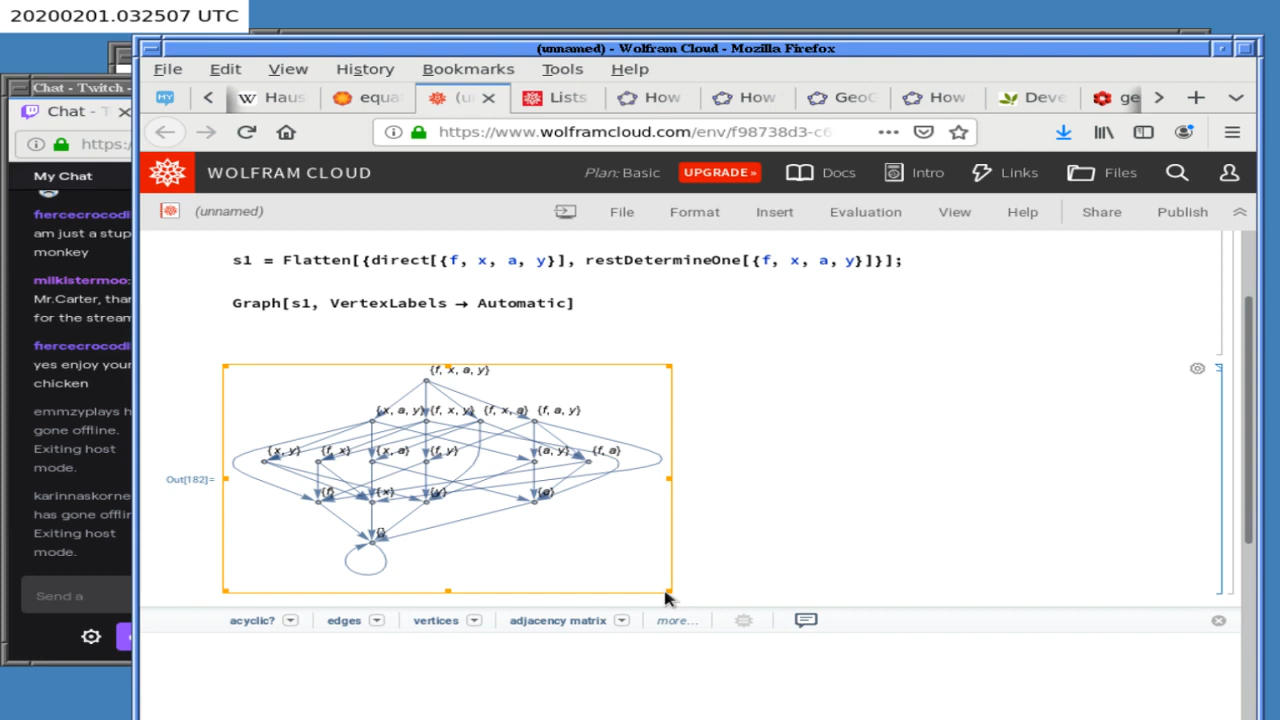 20200201.032507 UTC
(unnamed) - Wolfram Cloud - Mozilla Firefox
File Edit View History Bookmarks Tools Help
Chat - Twitch -
Chat - T
W Haus equa (u Lists How How GeoG How Deve ge
https:/
https://www.wolframcloud.com/env/f98738d3-c6
My Chat
WOLFRAM CLOUD Plan: Basic UPGRADE» Docs Intro Links Files
(unnamed) File Format Insert Evaluation View Help Share Publish
fiercecrocodi
am just a stup
monkey
milkistermoo:
Mr.Carter, than
for the stream
fiercecrocodi
yes enjoy your
chicken
emmzyplays h
gone offline.
Exiting host
mode.
karinnaskorne
has gone offlin
Exiting host
mode.
Send a
s1 = Flatten[{direct[{f, x, a, y}], restDetermineOne[{f, x, a, y}]}];
Graph[s1, VertexLabels → Automatic]
{f, x, a, y}
{x, a, y} {f, x, y} {f, x, a} {f, a, y}
{x, y} {f, x} {x, a} {f, y} {a, y} {f, a}
Out[182]=
{f} {x} {y} {a}
{}
acyclic? edges vertices adjacency matrix more...